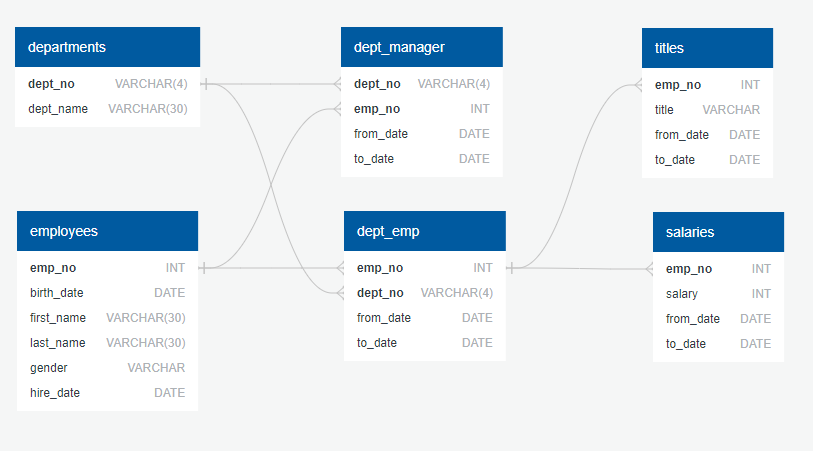 departments
dept_no VARCHAR(4)
dept_name VARCHAR(30)
dept_manager
dept_no VARCHAR(4)
emp_no INT
from_date DATE
to_date DATE
titles
emp_no INT
title VARCHAR
from_date DATE
to_date DATE
employees
emp_no INT
birth_date DATE
first_name VARCHAR(30)
last_name VARCHAR(30)
gender VARCHAR
hire_date DATE
dept_emp
emp_no INT
dept_no VARCHAR(4)
from_date DATE
to_date DATE
salaries
emp_no INT
salary INT
from_date DATE
to_date DATE